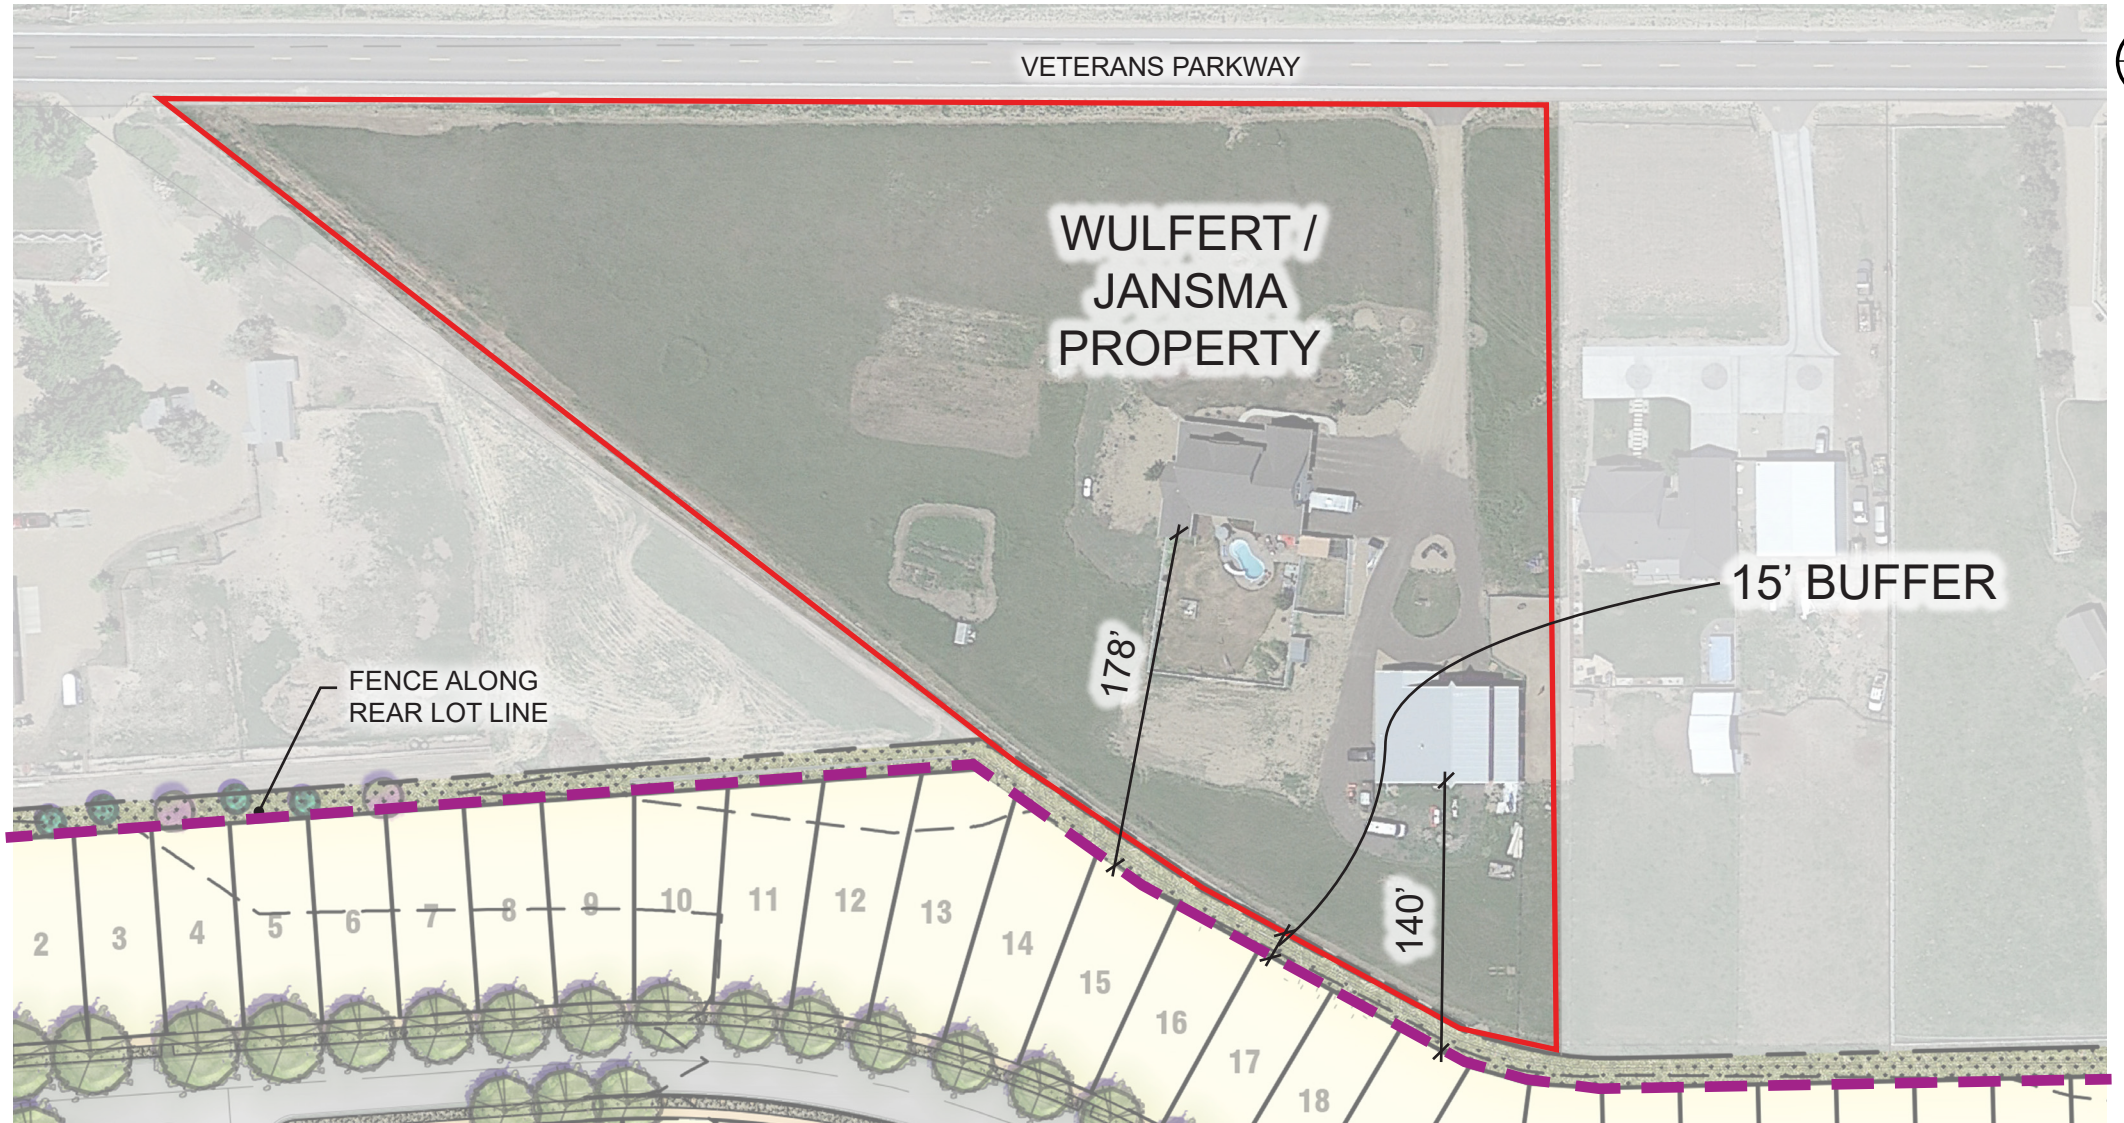 VETERANS PARKWAY
WULFERT /
JANSMA
PROPERTY
15’ BUFFER
178’
FENCE ALONG
REAR LOT LINE
140’
2
3
4
5
6
7
8
9
10
11
12
13
14
15
16
17
18